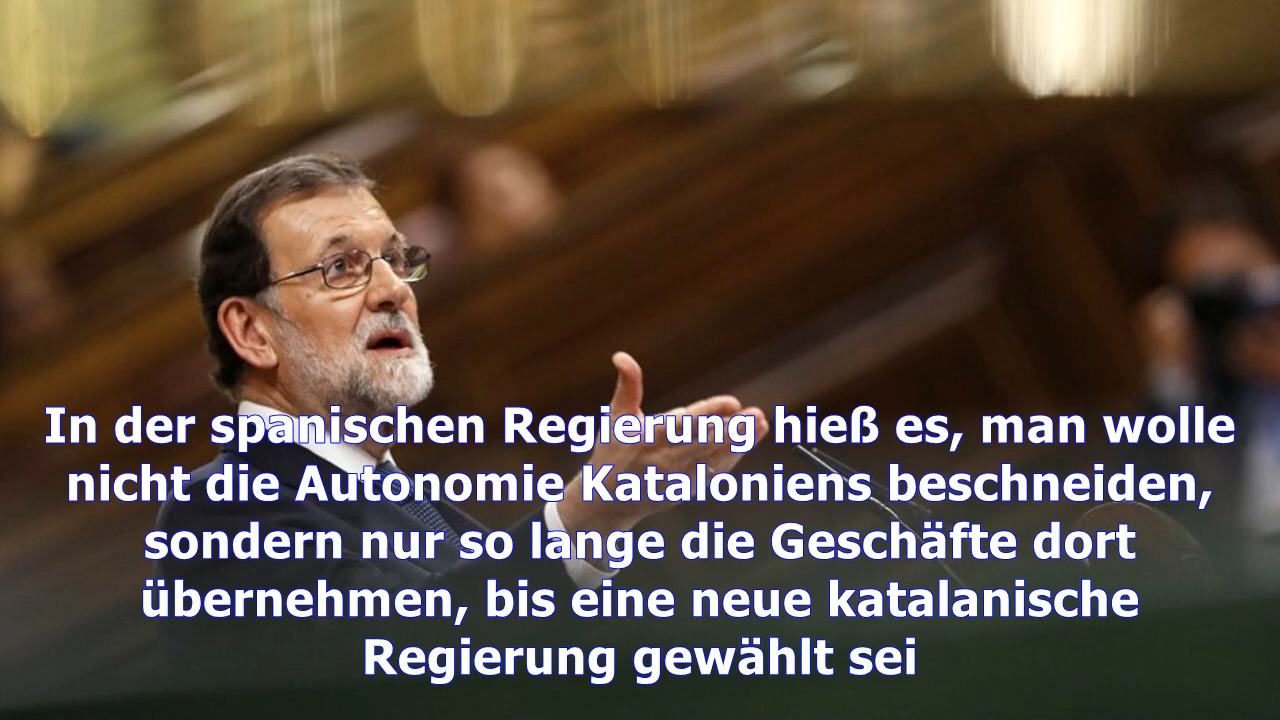 In der spanischen Regierung hieß es, man wolle
nicht die Autonomie Kataloniens beschneiden,
sondern nur so lange die Geschäfte dort
übernehmen, bis eine neue katalanische
Regierung gewählt sei